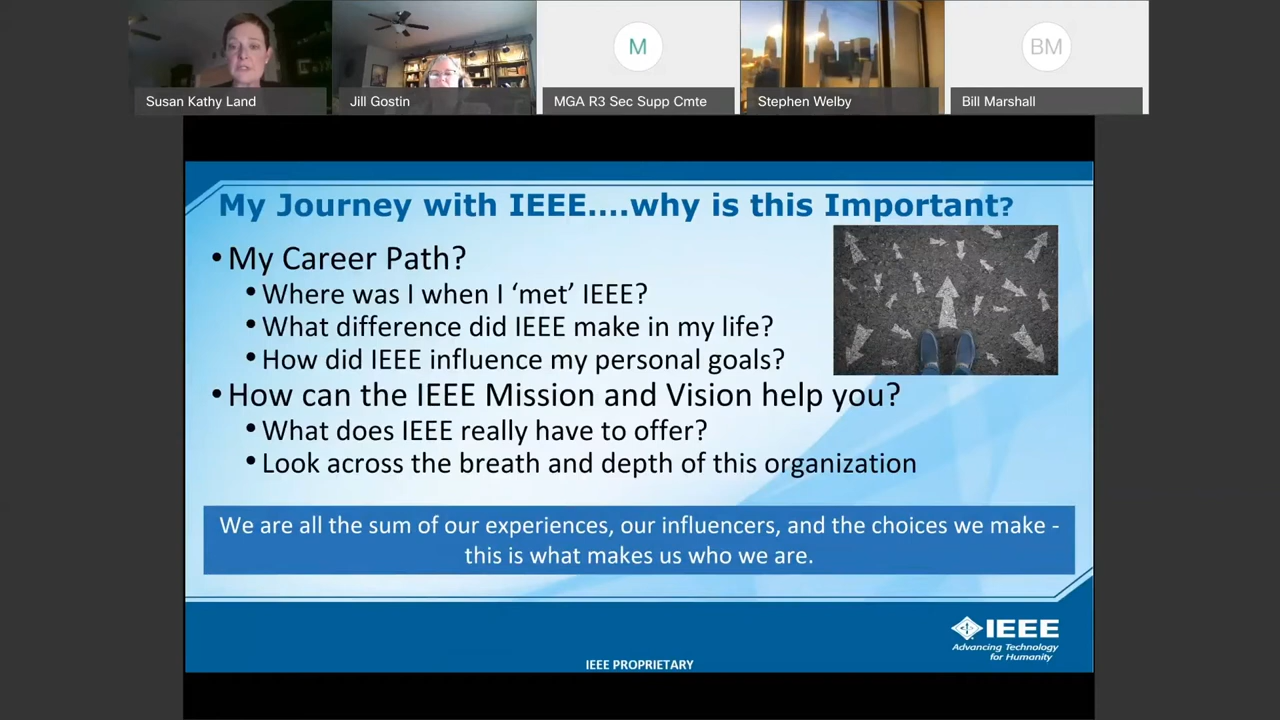 Susan Kathy Land
Jill Gostin
M
MGA R3 Sec Supp Cmte
Stephen Welby
BM
Bill Marshall
My Journey with IEEE....why is this Important?
•My Career Path?
•Where was I when I ‘met’ IEEE?
•What difference did IEEE make in my life?
•How did IEEE influence my personal goals?
•How can the IEEE Mission and Vision help you?
•What does IEEE really have to offer?
•Look across the breath and depth of this organization
We are all the sum of our experiences, our influencers, and the choices we make -
this is what makes us who we are.
IEEE
Advancing Technology
for Humanity
IEEE PROPRIETARY